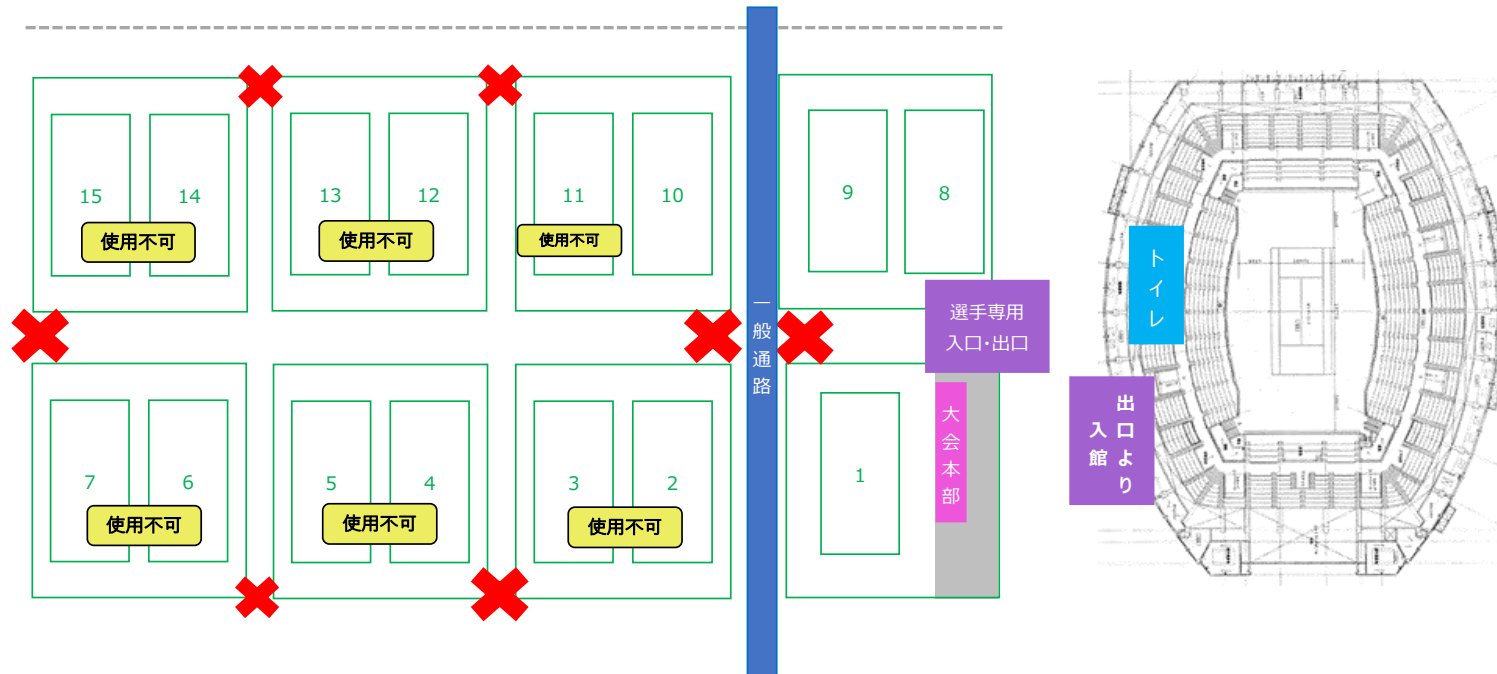 15
14
13
12
11
10
9
8
使用不可
使用不可
使用不可
一般通路
選手専用
入口・出口
トイレ
7
6
5
4
3
2
1
使用不可
使用不可
使用不可
大会本部
出口より
入館